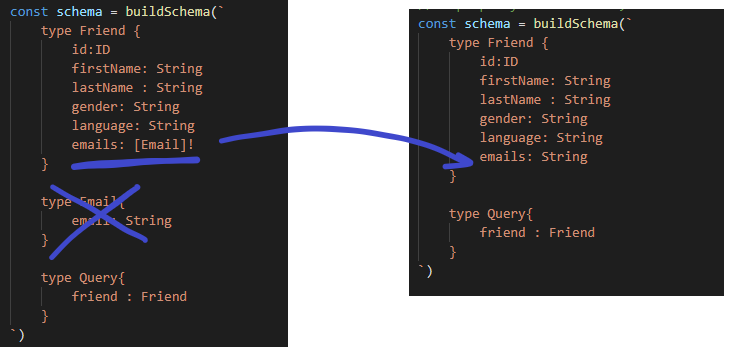 const schema = buildSchema(`
type Friend {
id:ID
firstName: String
lastName : String
gender: String
language: String
emails: [Email]!
}
type Email{
email: String
}
type Query{
friend : Friend
}
`)
const schema = buildSchema(`
type Friend {
id:ID
firstName: String
lastName : String
gender: String
language: String
emails: String
}
type Query{
friend : Friend
}
`)